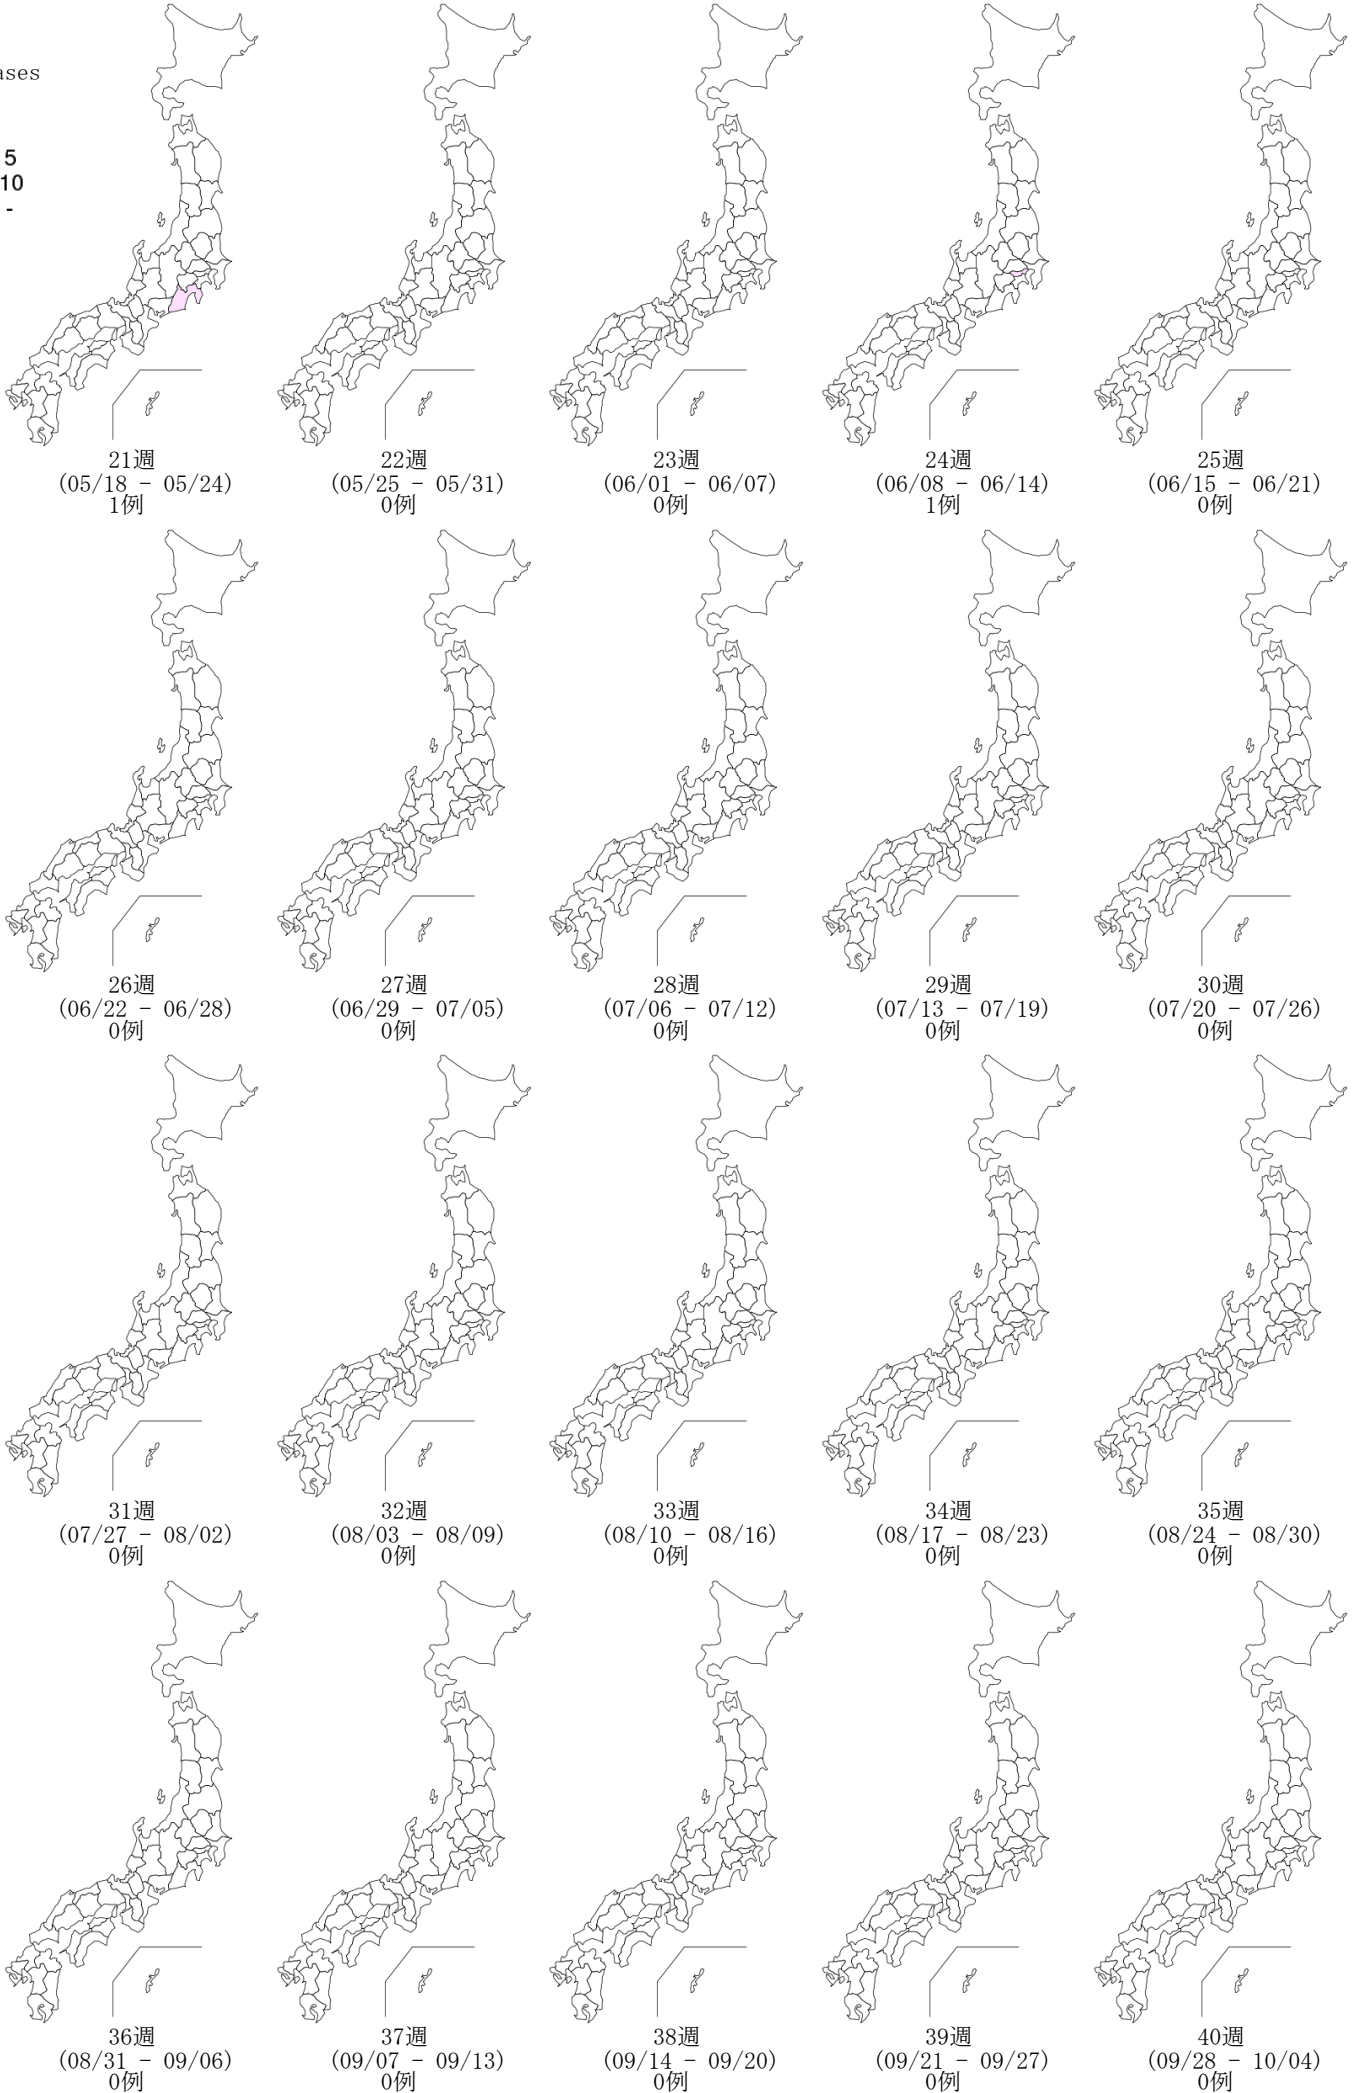 ases
5
10
-
21週
(05/18 - 05/24)
1例
22週
(05/25 - 05/31)
0例
23週
(06/01 - 06/07)
0例
24週
(06/08 - 06/14)
1例
25週
(06/15 - 06/21)
0例
26週
(06/22 - 06/28)
0例
27週
(06/29 - 07/05)
0例
28週
(07/06 - 07/12)
0例
29週
(07/13 - 07/19)
0例
30週
(07/20 - 07/26)
0例
31週
(07/27 - 08/02)
0例
32週
(08/03 - 08/09)
0例
33週
(08/10 - 08/16)
0例
34週
(08/17 - 08/23)
0例
35週
(08/24 - 08/30)
0例
36週
(08/31 - 09/06)
0例
37週
(09/07 - 09/13)
0例
38週
(09/14 - 09/20)
0例
39週
(09/21 - 09/27)
0例
40週
(09/28 - 10/04)
0例